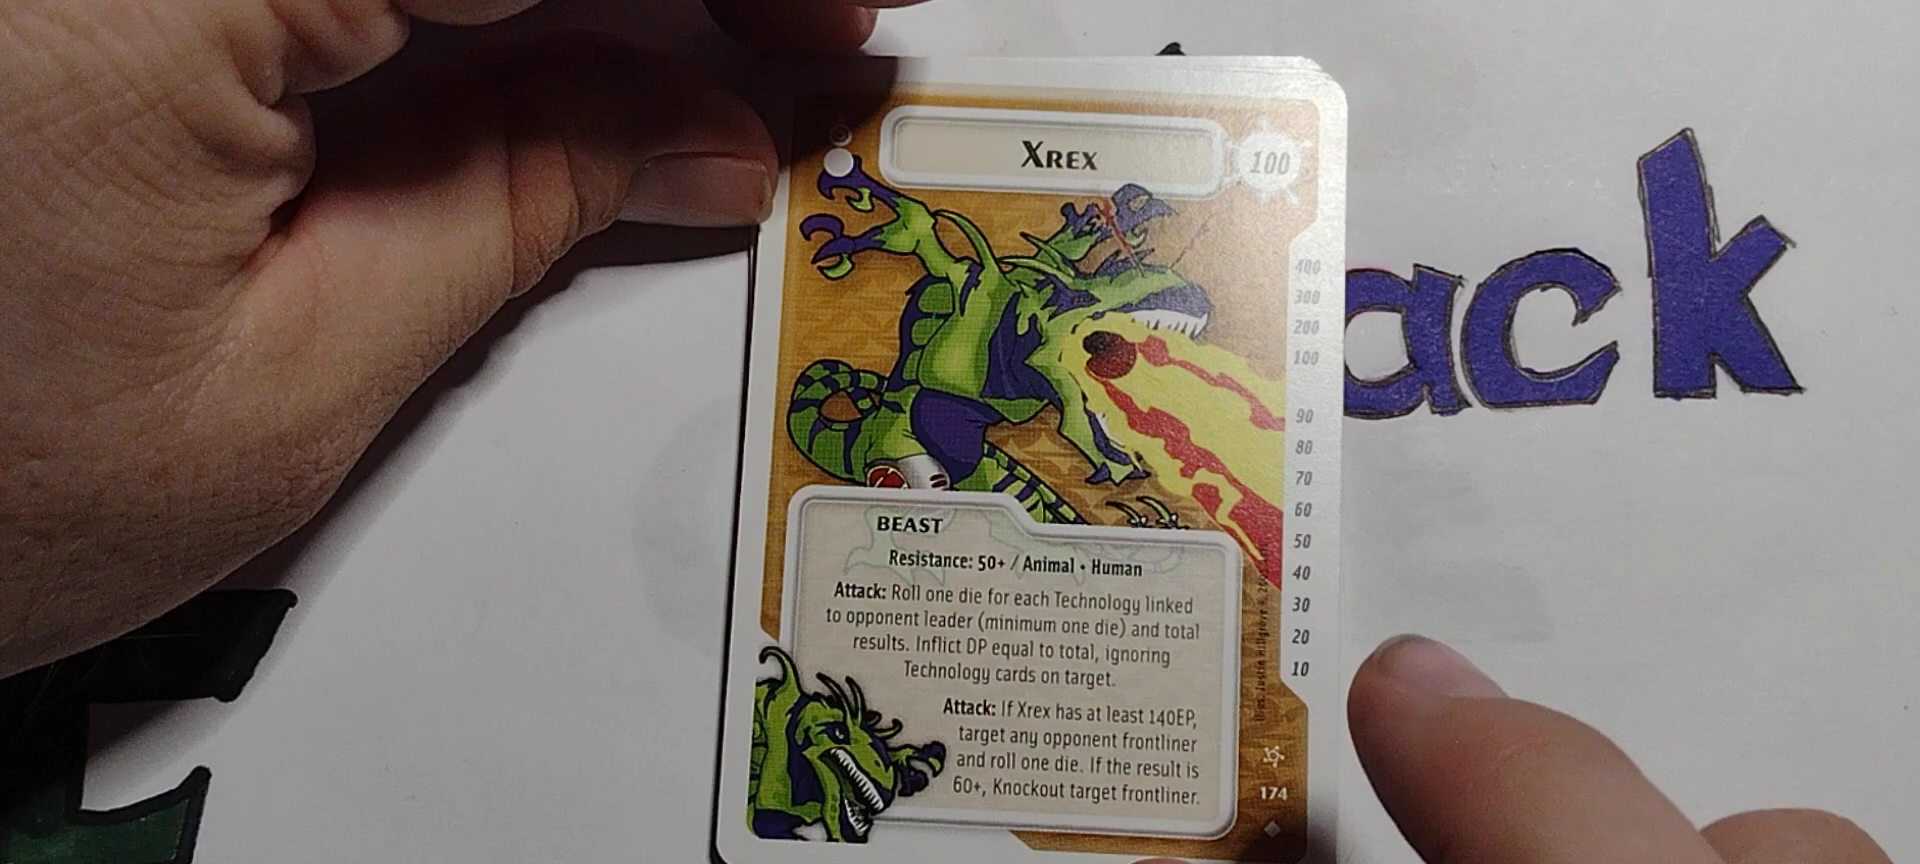 XREX
100
400
300
200
100
90
80
70
60
50
40
30
20
10
ack
BEAST
Resistance: 50+ / Animal • Human
Attack: Roll one die for each Technology linked
to opponent leader (minimum one die) and total
results. Inflict DP equal to total, ignoring
Technology cards on target.
Attack: If Xrex has at least 140EP,
target any opponent frontliner
and roll one die. If the result is
60+, Knockout target frontliner.
Illus. Justin Hillgrove
174